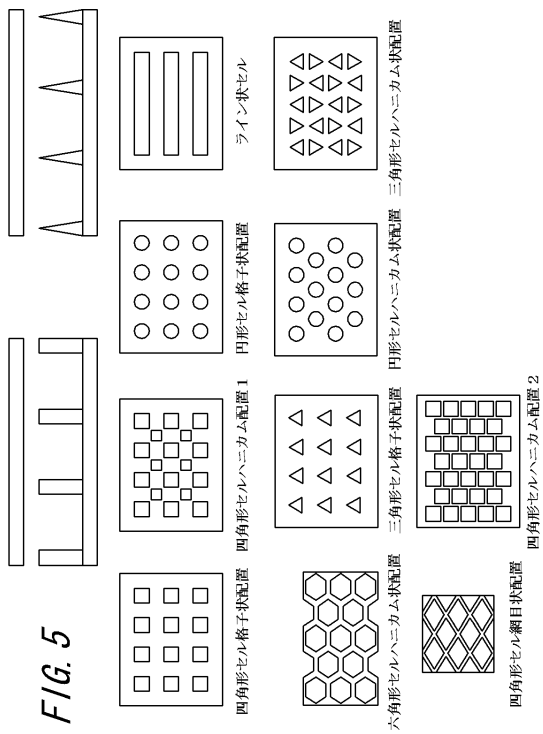 FIG. 5
四角形セル格子状配置
四角形セルハニカム配置1
円形セル格子状配置
ライン状セル
六角形セルハニカム状配置
三角形セル格子状配置
円形セルハニカム状配置
三角形セルハニカム状配置
四角形セル網目状配置
四角形セルハニカム配置2